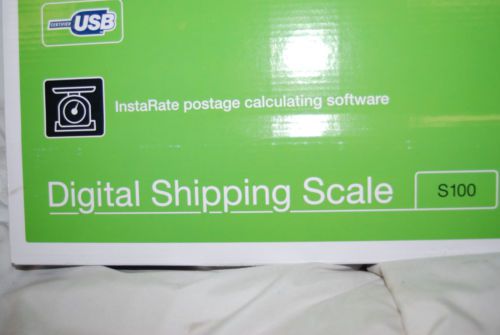 CERTIFIED USB
InstaRate postage calculating software
Digital Shipping Scale S100